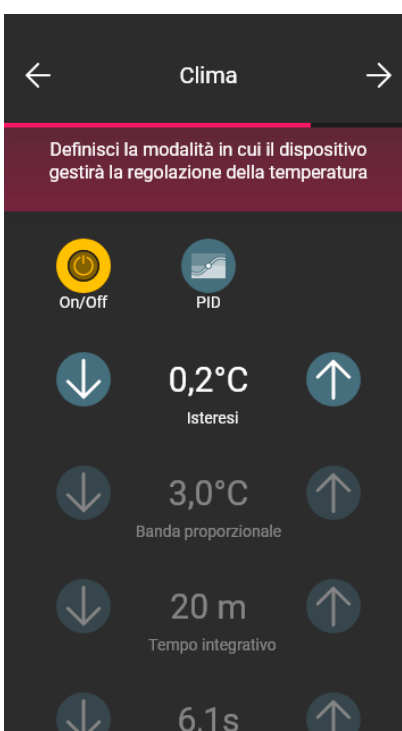 Clima
Definisci la modalità in cui il dispositivo
gestirà la regolazione della temperatura
On/Off
PID
0,2°C
Isteresi
3,0°C
Banda proporzionale
20 m
Tempo integrativo
6.1s